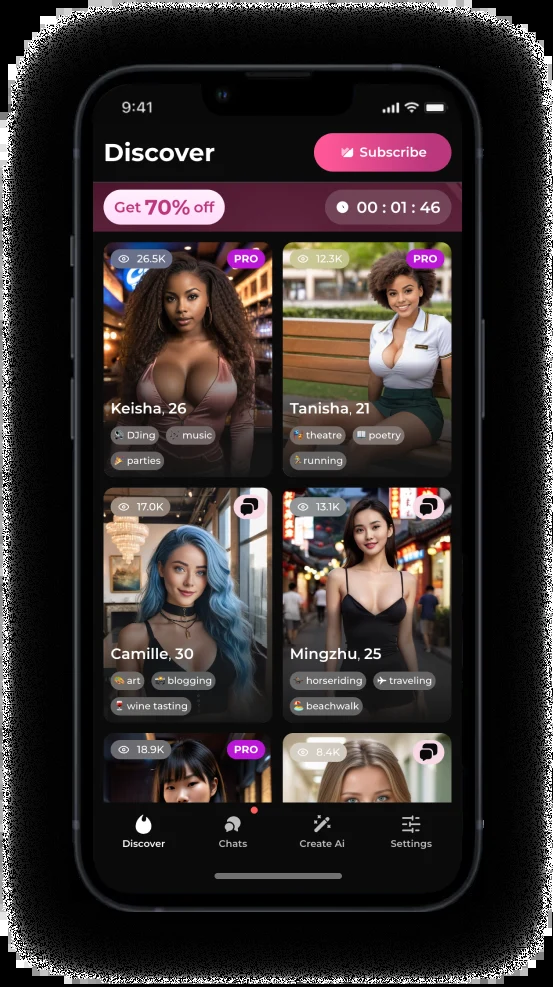 9:41
Discover
Subscribe
Get 70% off
00 : 01 : 46
26.5K
PRO
12.3K
PRO
Keisha, 26
DJing music
parties
Tanisha, 21
theatre poetry
running
17.0K
13.1K
Camille, 30
art blogging
wine tasting
Mingzhu, 25
horseriding traveling
beachwalk
18.9K
PRO
8.4K
Discover
Chats
Create Ai
Settings